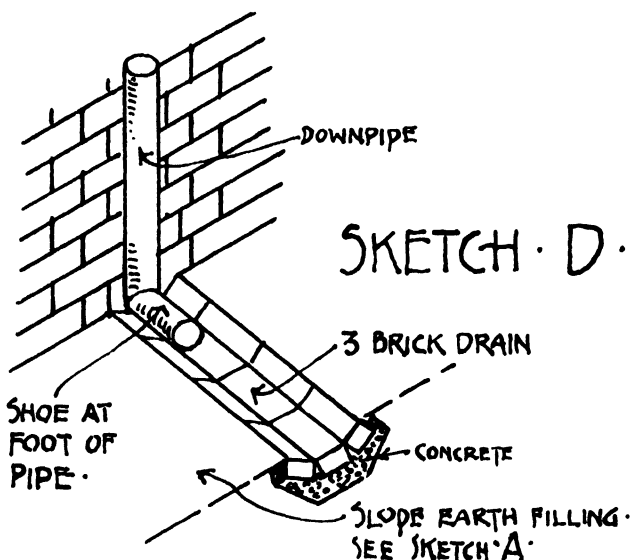 DOWNPIPE
SKETCH · D ·
3 BRICK DRAIN
SHOE AT
FOOT OF
PIPE ·
CONCRETE
SLOPE EARTH FILLING ·
SEE SKETCH · A ·